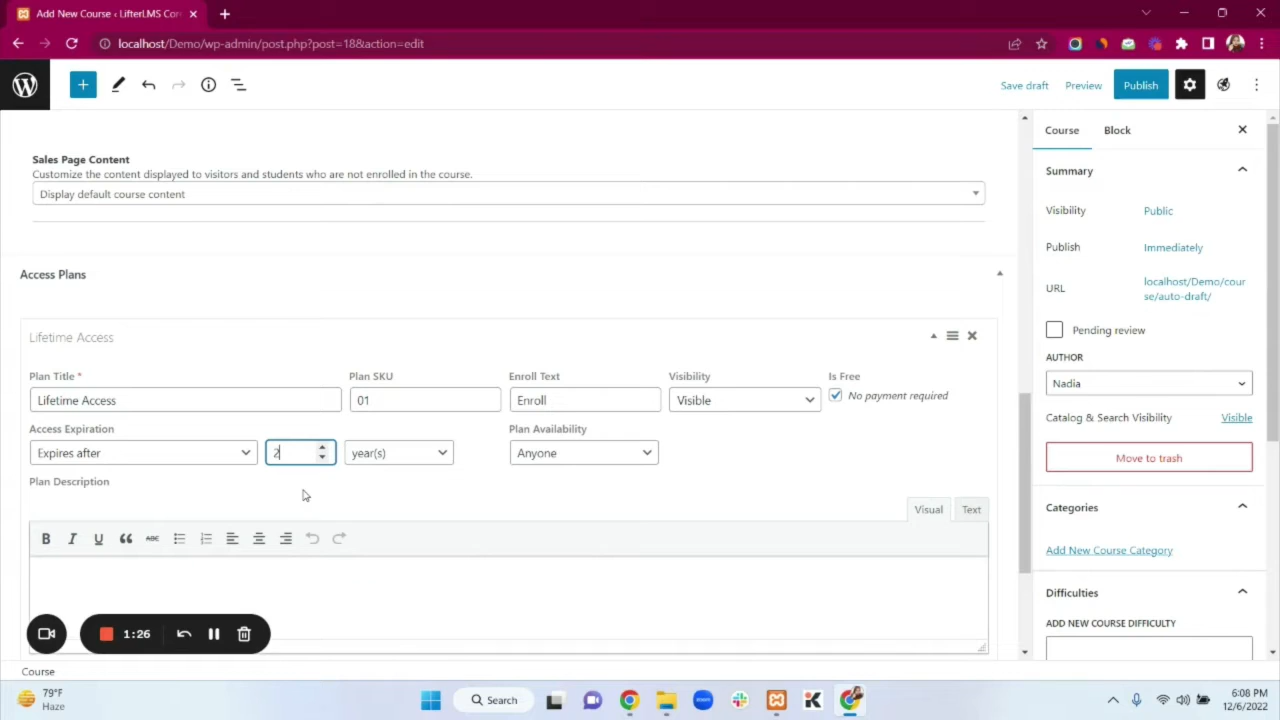 Add New Course ‹ LifterLMS Cor
localhost/Demo/wp-admin/post.php?post=18&action=edit
Save draft
Preview
Publish
Sales Page Content
Customize the content displayed to visitors and students who are not enrolled in the course.
Display default course content
Access Plans
Lifetime Access
Plan Title *
Plan SKU
Enroll Text
Visibility
Is Free
Lifetime Access
01
Enroll
Visible
No payment required
Access Expiration
Plan Availability
Expires after
2
year(s)
Anyone
Plan Description
Visual
Text
B I U ABC
1:26
Course
Course
Block
Summary
Visibility
Public
Publish
Immediately
URL
localhost/Demo/cour
se/auto-draft/
Pending review
AUTHOR
Nadia
Catalog & Search Visibility
Visible
Move to trash
Categories
Add New Course Category
Difficulties
ADD NEW COURSE DIFFICULTY
79°F
Haze
Search
6:08 PM
12/6/2022